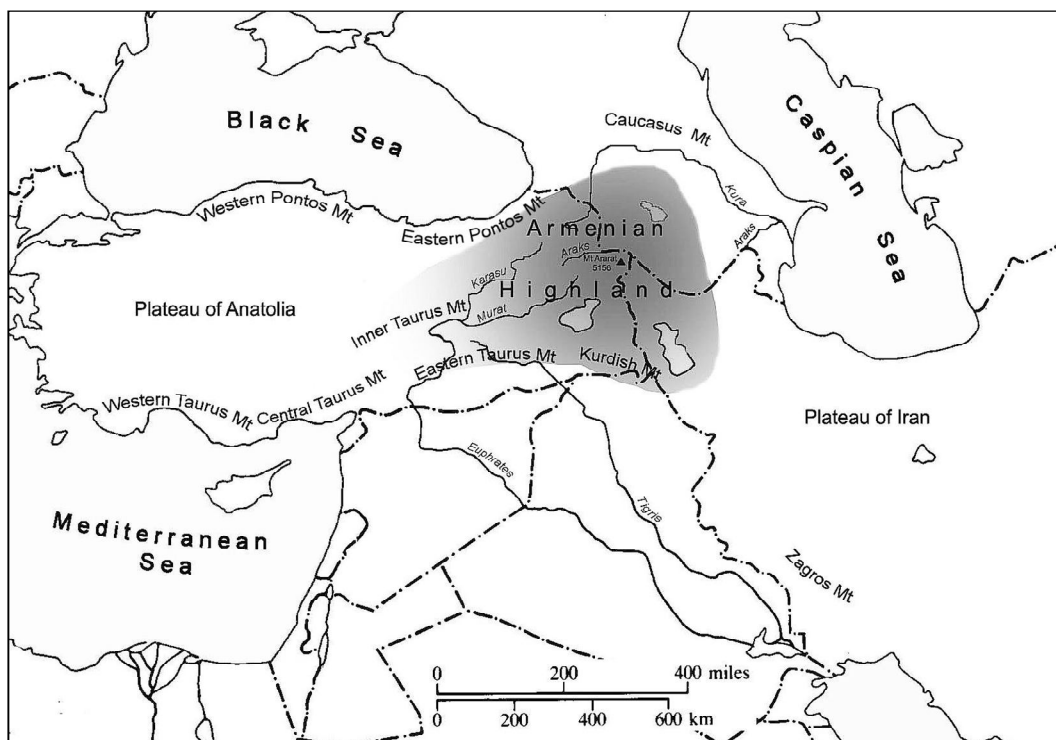 Black Sea
Caspian Sea
Caucasus Mt
Kura
Western Pontos Mt
Eastern Pontos Mt
Armenian
Highland
Araks
Araks
Mt Ararat
5156
Karasu
Murat
Plateau of Anatolia
Inner Taurus Mt
Eastern Taurus Mt
Kurdish Mt
Western Taurus Mt
Central Taurus Mt
Plateau of Iran
Euphrates
Tigris
Mediterranean
Sea
Zagros Mt
0 200 400 miles
0 200 400 600 km